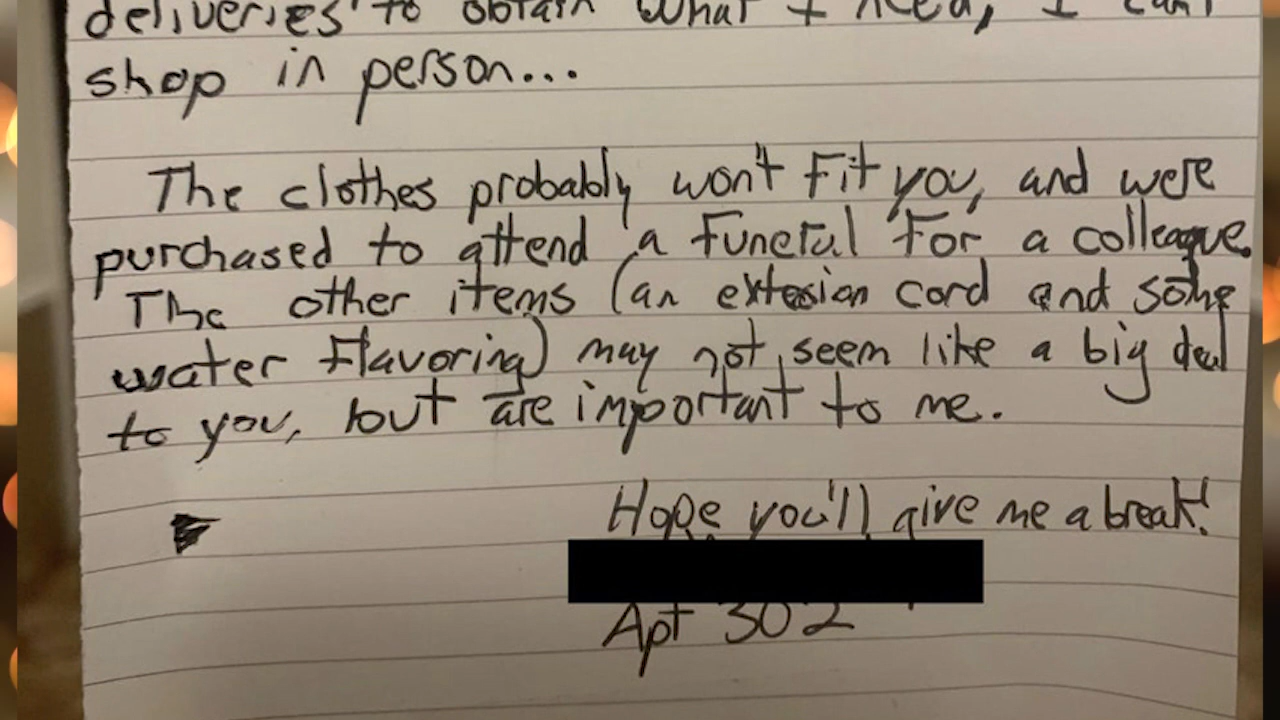 deliveries to obtain what I need, I can't
shop in person...
The clothes probably won't fit you, and were
purchased to attend a funeral for a colleague.
The other items (an extesion cord and some
water flavoring) may not seem like a big deal
to you, but are important to me.
Hope you'll give me a break!
Apt 302